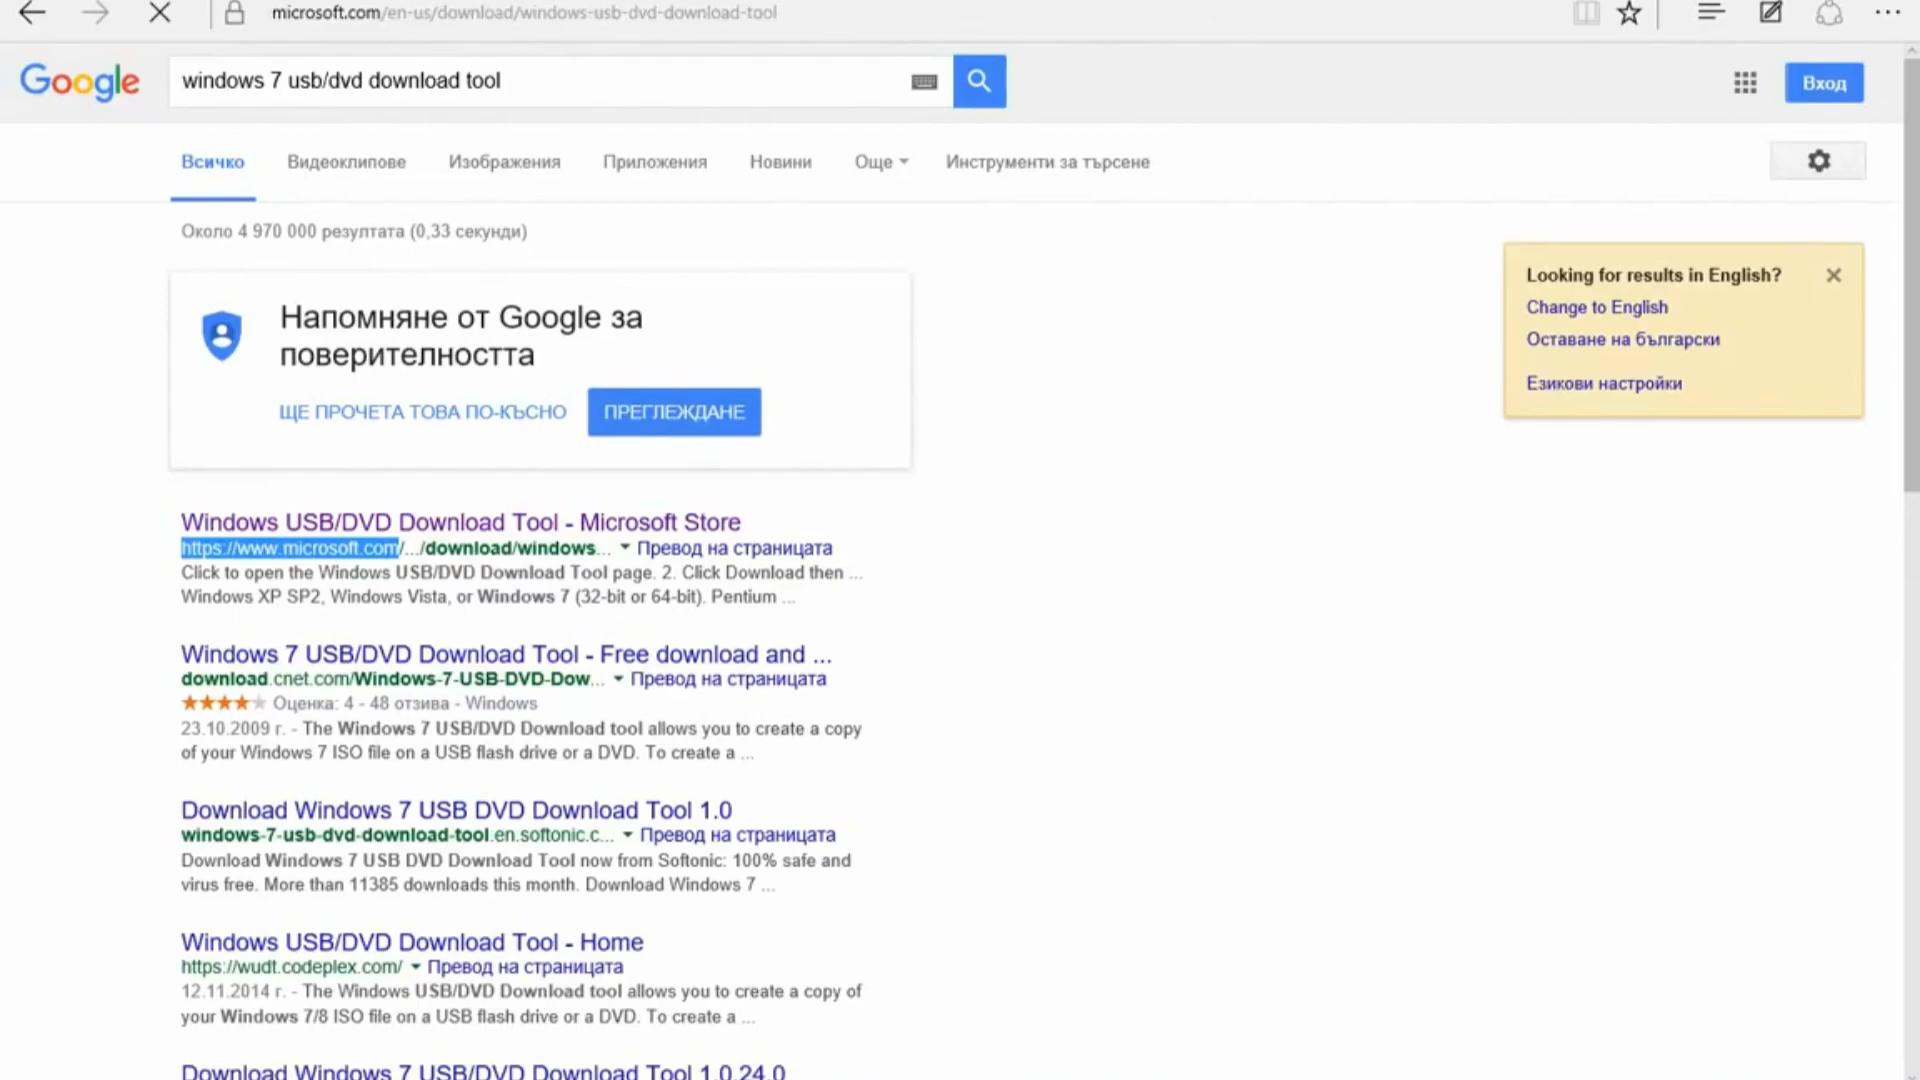 microsoft.com/en-us/download/windows-usb-dvd-download-tool
Google
windows 7 usb/dvd download tool
Вход
Всичко Видеоклипове Изображения Приложения Новини Още Инструменти за търсене
Около 4 970 000 резултата (0,33 секунди)
Напомняне от Google за
поверителността
ЩЕ ПРОЧЕТА ТОВА ПО-КЪСНО ПРЕГЛЕЖДАНЕ
Looking for results in English?
Change to English
Оставане на български
Езикови настройки
Windows USB/DVD Download Tool - Microsoft Store
https://www.microsoft.com/.../download/windows... Превод на страницата
Click to open the Windows USB/DVD Download Tool page. 2. Click Download then ...
Windows XP SP2, Windows Vista, or Windows 7 (32-bit or 64-bit). Pentium ...
Windows 7 USB/DVD Download Tool - Free download and ...
download.cnet.com/Windows-7-USB-DVD-Dow... Превод на страницата
Оценка: 4 - 48 отзива - Windows
23.10.2009 г. - The Windows 7 USB/DVD Download tool allows you to create a copy
of your Windows 7 ISO file on a USB flash drive or a DVD. To create a ...
Download Windows 7 USB DVD Download Tool 1.0
windows-7-usb-dvd-download-tool.en.softonic.c... Превод на страницата
Download Windows 7 USB DVD Download Tool now from Softonic: 100% safe and
virus free. More than 11385 downloads this month. Download Windows 7 ...
Windows USB/DVD Download Tool - Home
https://wudt.codeplex.com/ Превод на страницата
12.11.2014 г. - The Windows USB/DVD Download tool allows you to create a copy of
your Windows 7/8 ISO file on a USB flash drive or a DVD. To create a ...
Download Windows 7 USB/DVD Download Tool 1.0.24.0